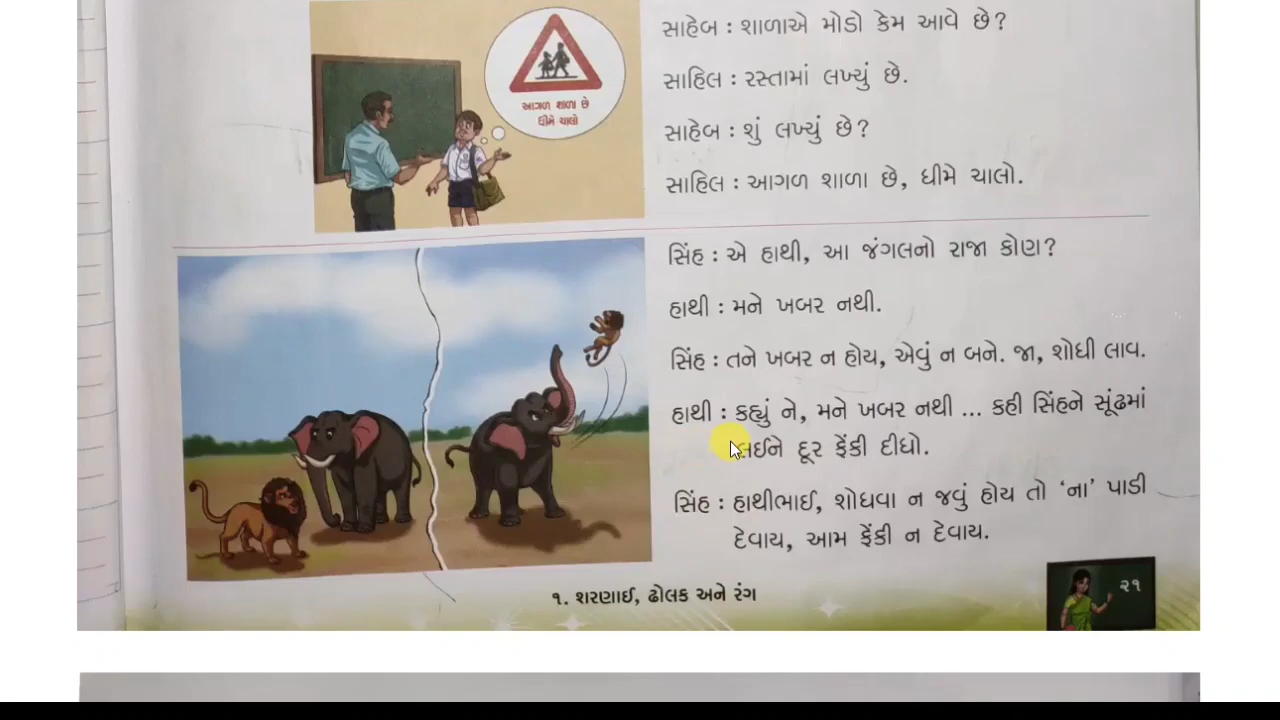 સાહેબ : શાળાએ મોડો કેમ આવે છે?
સાહિલ : રસ્તામાં લખ્યું છે.
સાહેબ : શું લખ્યું છે?
સાહિલ : આગળ શાળા છે, ધીમે ચાલો.
આગળ શાળા છે
ધીમે ચાલો
સિંહ : એ હાથી, આ જંગલનો રાજા કોણ?
હાથી : મને ખબર નથી.
સિંહ : તને ખબર ન હોય, એવું ન બને. જા, શોધી લાવ.
હાથી : કહ્યું ને, મને ખબર નથી ... કહી સિંહને સૂંઢમાં
લઈને દૂર ફેંકી દીધો.
સિંહ : હાથીભાઈ, શોધવા ન જવું હોય તો ‘ના’ પાડી
દેવાય, આમ ફેંકી ન દેવાય.
૧. શરણાઈ, ઢોલક અને રંગ
૨૧